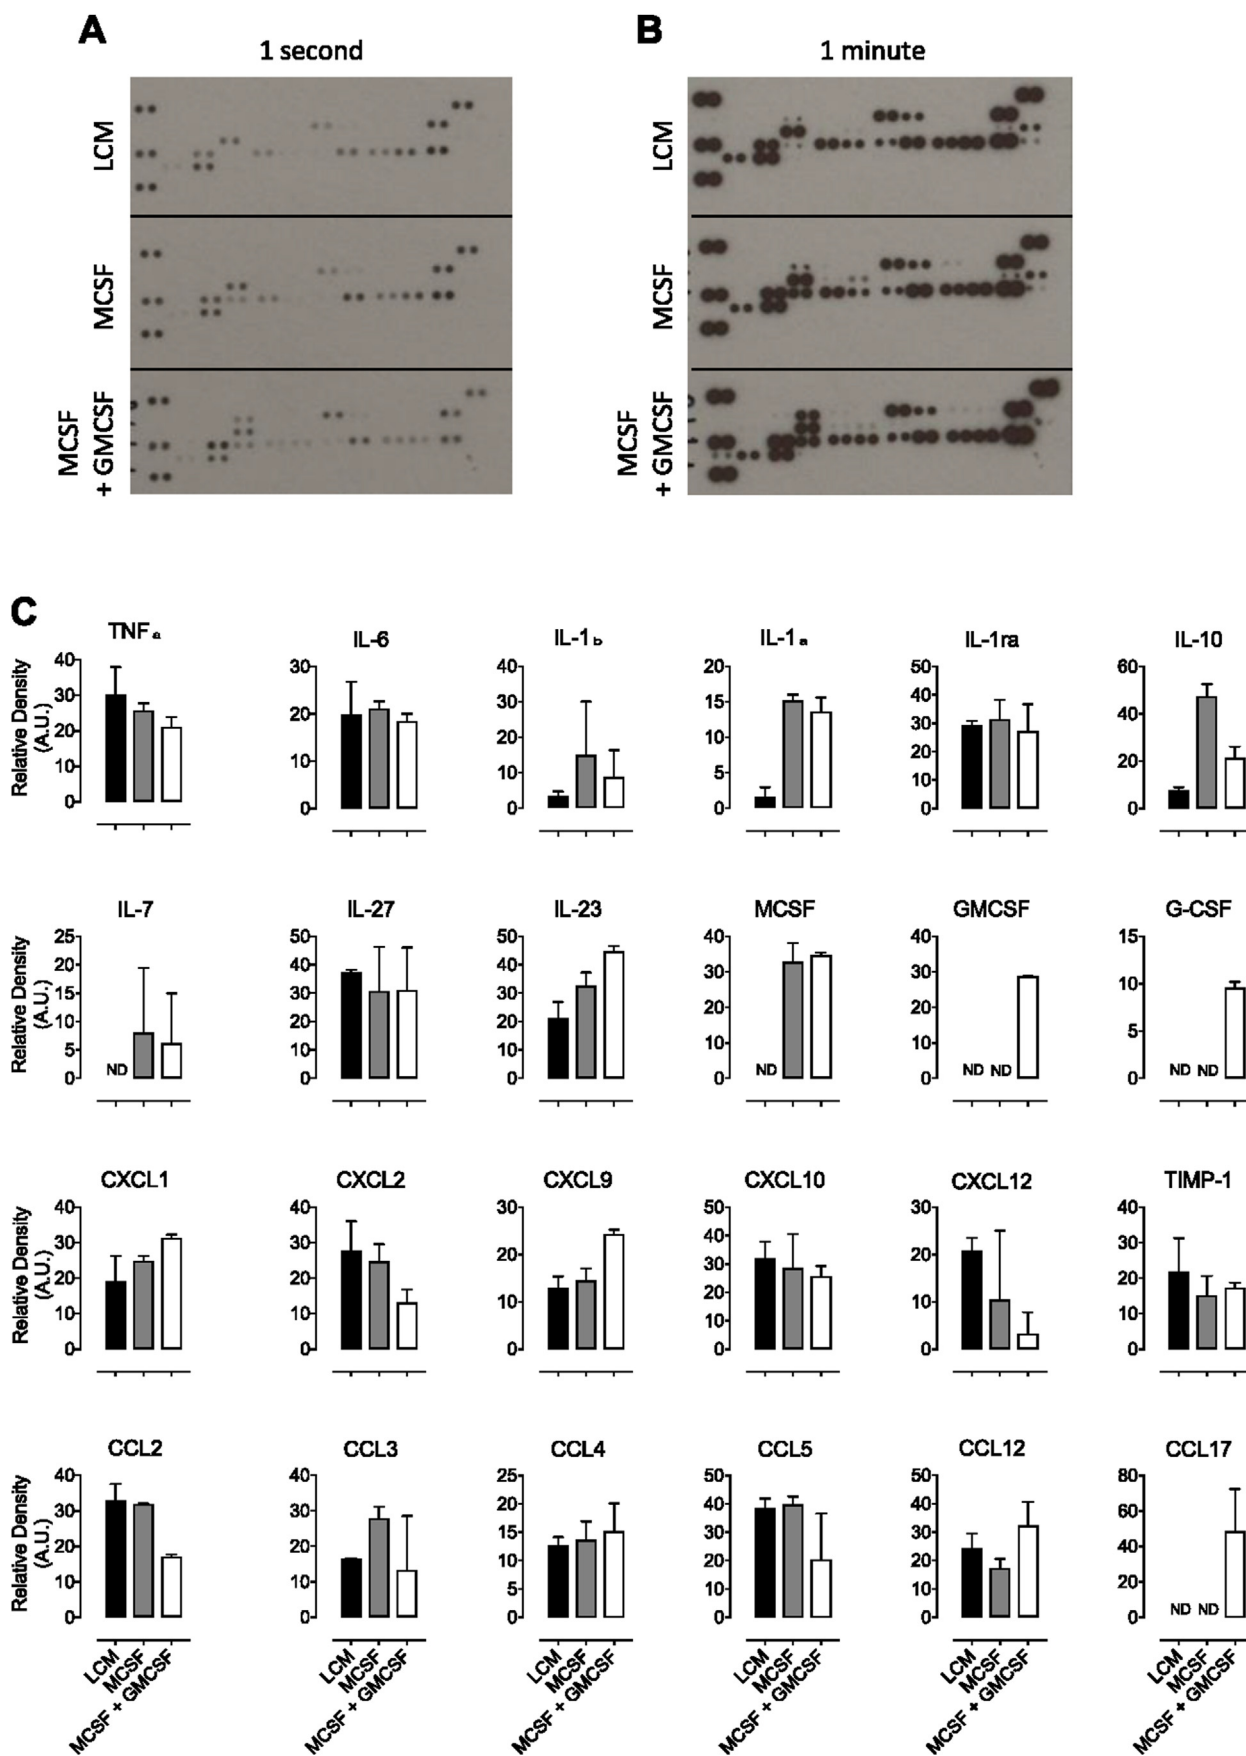 A
B
1 second
1 minute
LCM
MCSF
MCSF
+ GMCSF
LCM
MCSF
MCSF
+ GMCSF
C
TNF a
IL-6
IL-1 b
IL-1 a
IL-1ra
IL-10
Relative Density
(A.U.)
40
30
20
10
0
30
20
10
0
40
30
20
10
0
20
15
10
5
0
50
40
30
20
10
0
60
40
20
0
IL-7
IL-27
IL-23
MCSF
GMCSF
G-CSF
Relative Density
(A.U.)
25
20
15
10
5
0
ND
50
40
30
20
10
0
50
40
30
20
10
0
40
30
20
10
0
ND
40
30
20
10
0
ND ND
15
10
5
0
ND ND
CXCL1
CXCL2
CXCL9
CXCL10
CXCL12
TIMP-1
Relative Density
(A.U.)
40
30
20
10
0
40
30
20
10
0
30
20
10
0
50
40
30
20
10
0
30
20
10
0
40
30
20
10
0
CCL2
CCL3
CCL4
CCL5
CCL12
CCL17
Relative Density
(A.U.)
40
30
20
10
0
40
30
20
10
0
25
20
15
10
5
0
50
40
30
20
10
0
50
40
30
20
10
0
80
60
40
20
0
ND ND
LCM
MCSF
MCSF + GMCSF
LCM
MCSF
MCSF + GMCSF
LCM
MCSF
MCSF + GMCSF
LCM
MCSF
MCSF + GMCSF
LCM
MCSF
MCSF + GMCSF
LCM
MCSF
MCSF + GMCSF